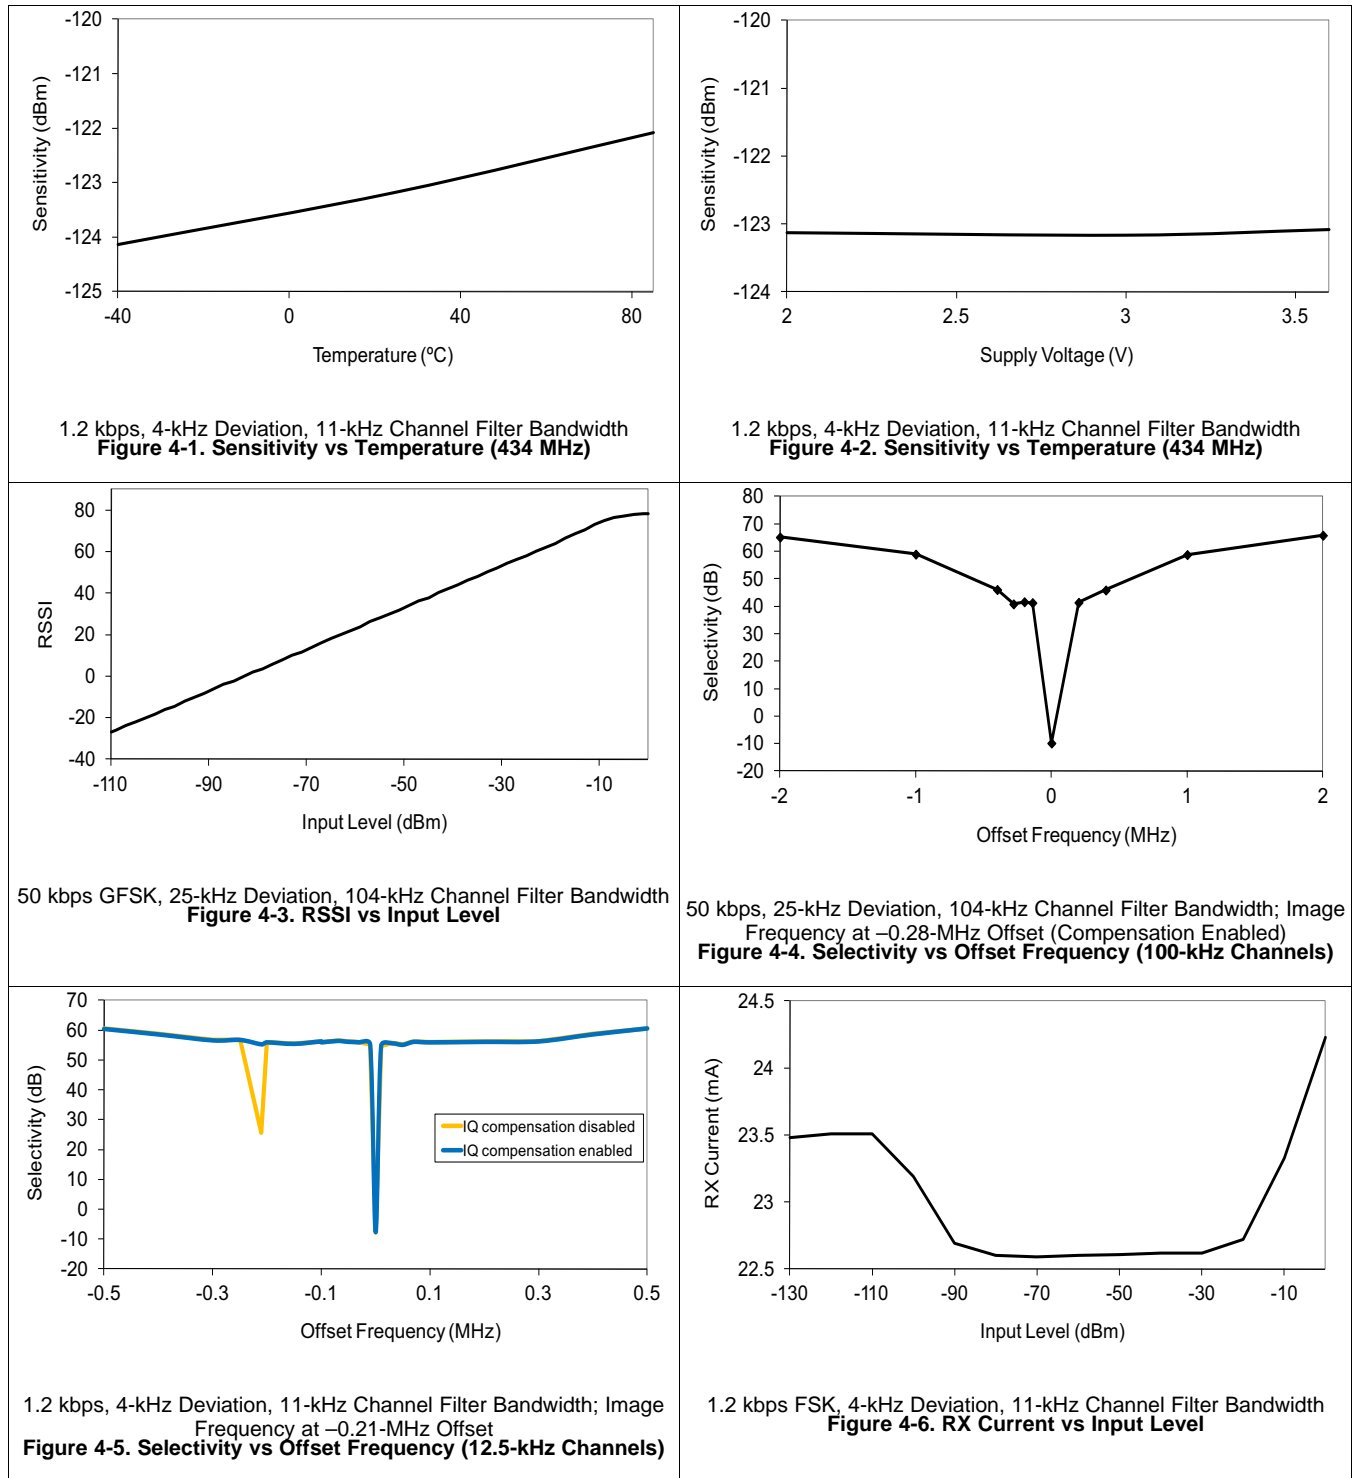 -120
-121
-122
-123
-124
-125
Sensitivity (dBm)
-40 0 40 80
Temperature (ºC)
1.2 kbps, 4-kHz Deviation, 11-kHz Channel Filter Bandwidth
Figure 4-1. Sensitivity vs Temperature (434 MHz)
-120
-121
-122
-123
-124
Sensitivity (dBm)
2 2.5 3 3.5
Supply Voltage (V)
1.2 kbps, 4-kHz Deviation, 11-kHz Channel Filter Bandwidth
Figure 4-2. Sensitivity vs Temperature (434 MHz)
80
60
40
20
0
-20
-40
RSSI
-110 -90 -70 -50 -30 -10
Input Level (dBm)
50 kbps GFSK, 25-kHz Deviation, 104-kHz Channel Filter Bandwidth
Figure 4-3. RSSI vs Input Level
80
70
60
50
40
30
20
10
0
-10
-20
Selectivity (dB)
-2 -1 0 1 2
Offset Frequency (MHz)
50 kbps, 25-kHz Deviation, 104-kHz Channel Filter Bandwidth; Image
Frequency at –0.28-MHz Offset (Compensation Enabled)
Figure 4-4. Selectivity vs Offset Frequency (100-kHz Channels)
70
60
50
40
30
20
10
0
-10
-20
Selectivity (dB)
IQ compensation disabled
IQ compensation enabled
-0.5 -0.3 -0.1 0.1 0.3 0.5
Offset Frequency (MHz)
1.2 kbps, 4-kHz Deviation, 11-kHz Channel Filter Bandwidth; Image
Frequency at –0.21-MHz Offset
Figure 4-5. Selectivity vs Offset Frequency (12.5-kHz Channels)
24.5
24
23.5
23
22.5
RX Current (mA)
-130 -110 -90 -70 -50 -30 -10
Input Level (dBm)
1.2 kbps FSK, 4-kHz Deviation, 11-kHz Channel Filter Bandwidth
Figure 4-6. RX Current vs Input Level